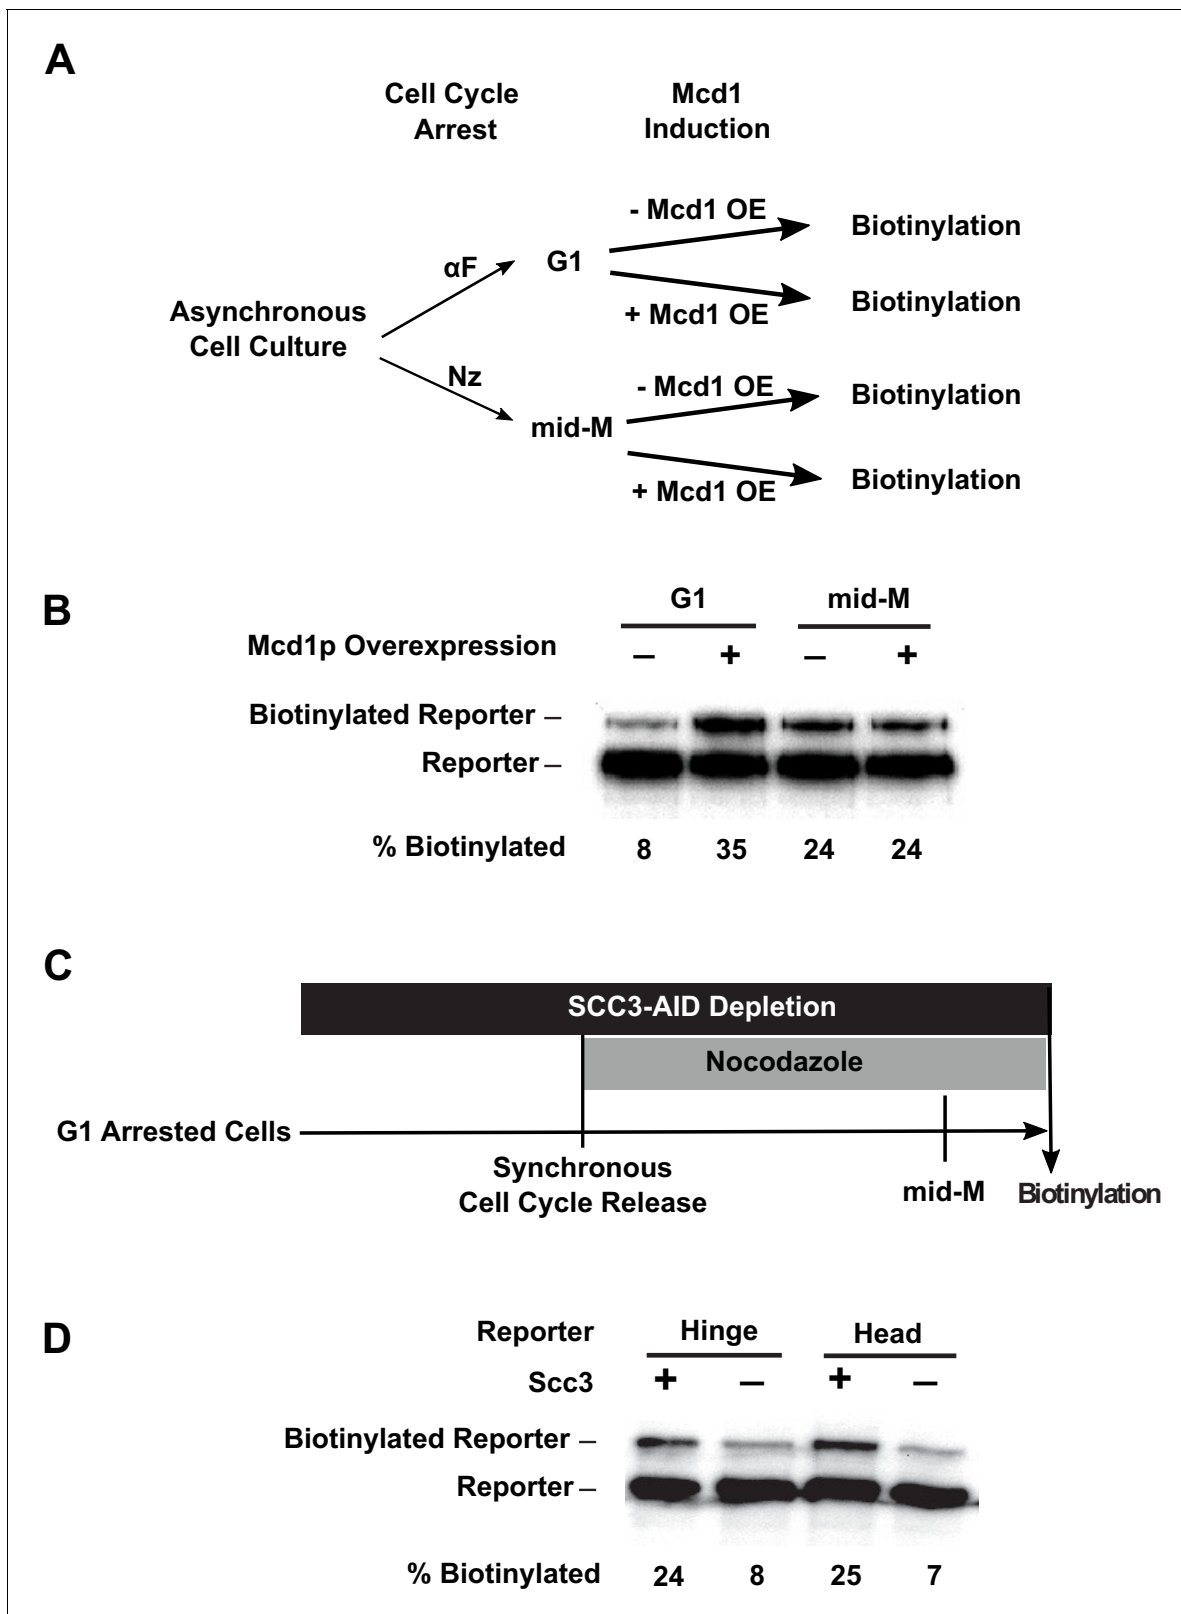 A
Cell Cycle
Arrest
Mcd1
Induction
Asynchronous
Cell Culture
αF
Nz
G1
mid-M
- Mcd1 OE
+ Mcd1 OE
- Mcd1 OE
+ Mcd1 OE
Biotinylation
Biotinylation
Biotinylation
Biotinylation
B
G1 mid-M
Mcd1p Overexpression − + − +
Biotinylated Reporter –
Reporter –
% Biotinylated 8 35 24 24
C
SCC3-AID Depletion
Nocodazole
G1 Arrested Cells
Synchronous
Cell Cycle Release
mid-M
Biotinylation
D
Reporter Hinge Head
Scc3 + − + −
Biotinylated Reporter –
Reporter –
% Biotinylated 24 8 25 7